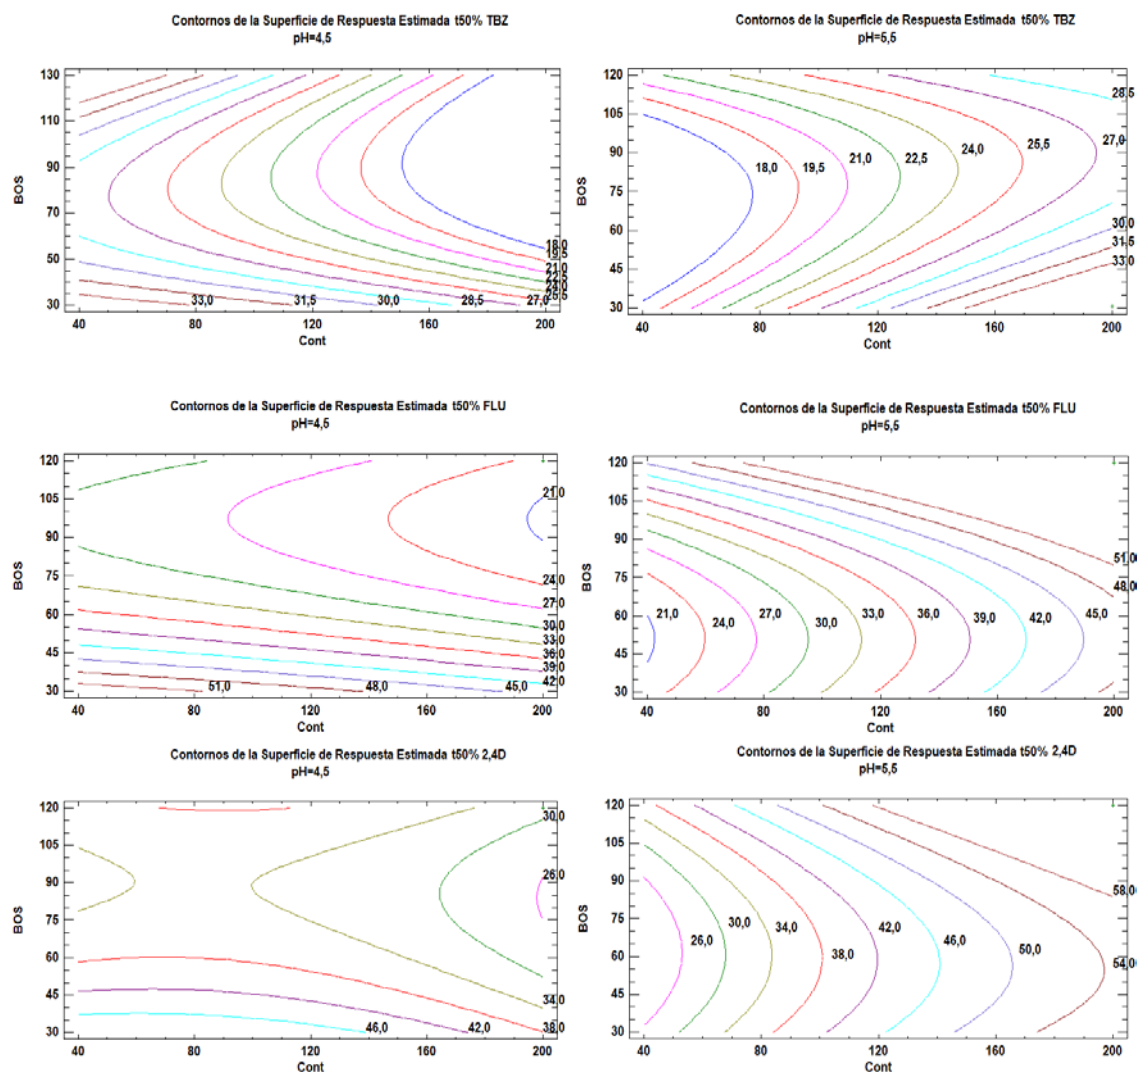 Contornos de la Superficie de Respuesta Estimada t50% TBZ
pH=4,5
BOS
130
110
90
70
50
30
18,0
19,5
21,0
22,5
24,0
25,5
33,0 31,5 30,0 28,5 27,0
40 80 120 160 200
Cont
Contornos de la Superficie de Respuesta Estimada t50% TBZ
pH=5,5
BOS
120
105
90
75
60
45
30
28,5
18,0 19,5 21,0 22,5 24,0 25,5 27,0
30,0
31,5
33,0
40 80 120 160 200
Cont
Contornos de la Superficie de Respuesta Estimada t50% FLU
pH=4,5
BOS
120
105
90
75
60
45
30
21,0
24,0
27,0
30,0
33,0
36,0
39,0
42,0
51,0 48,0 45,0
40 80 120 160 200
Cont
Contornos de la Superficie de Respuesta Estimada t50% FLU
pH=5,5
BOS
120
105
90
75
60
45
30
51,0
48,0
21,0 24,0 27,0 30,0 33,0 36,0 39,0 42,0 45,0
40 80 120 160 200
Cont
Contornos de la Superficie de Respuesta Estimada t50% 2,4D
pH=4,5
BOS
120
105
90
75
60
45
30
30,0
26,0
34,0
46,0 42,0 38,0
40 80 120 160 200
Cont
Contornos de la Superficie de Respuesta Estimada t50% 2,4D
pH=5,5
BOS
120
105
90
75
60
45
30
58,0
26,0 30,0 34,0 38,0 42,0 46,0 50,0 54,0
40 80 120 160 200
Cont